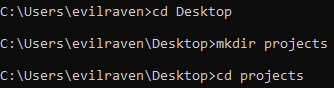 C:\Users\evilraven>cd Desktop
C:\Users\evilraven\Desktop>mkdir projects
C:\Users\evilraven\Desktop>cd projects